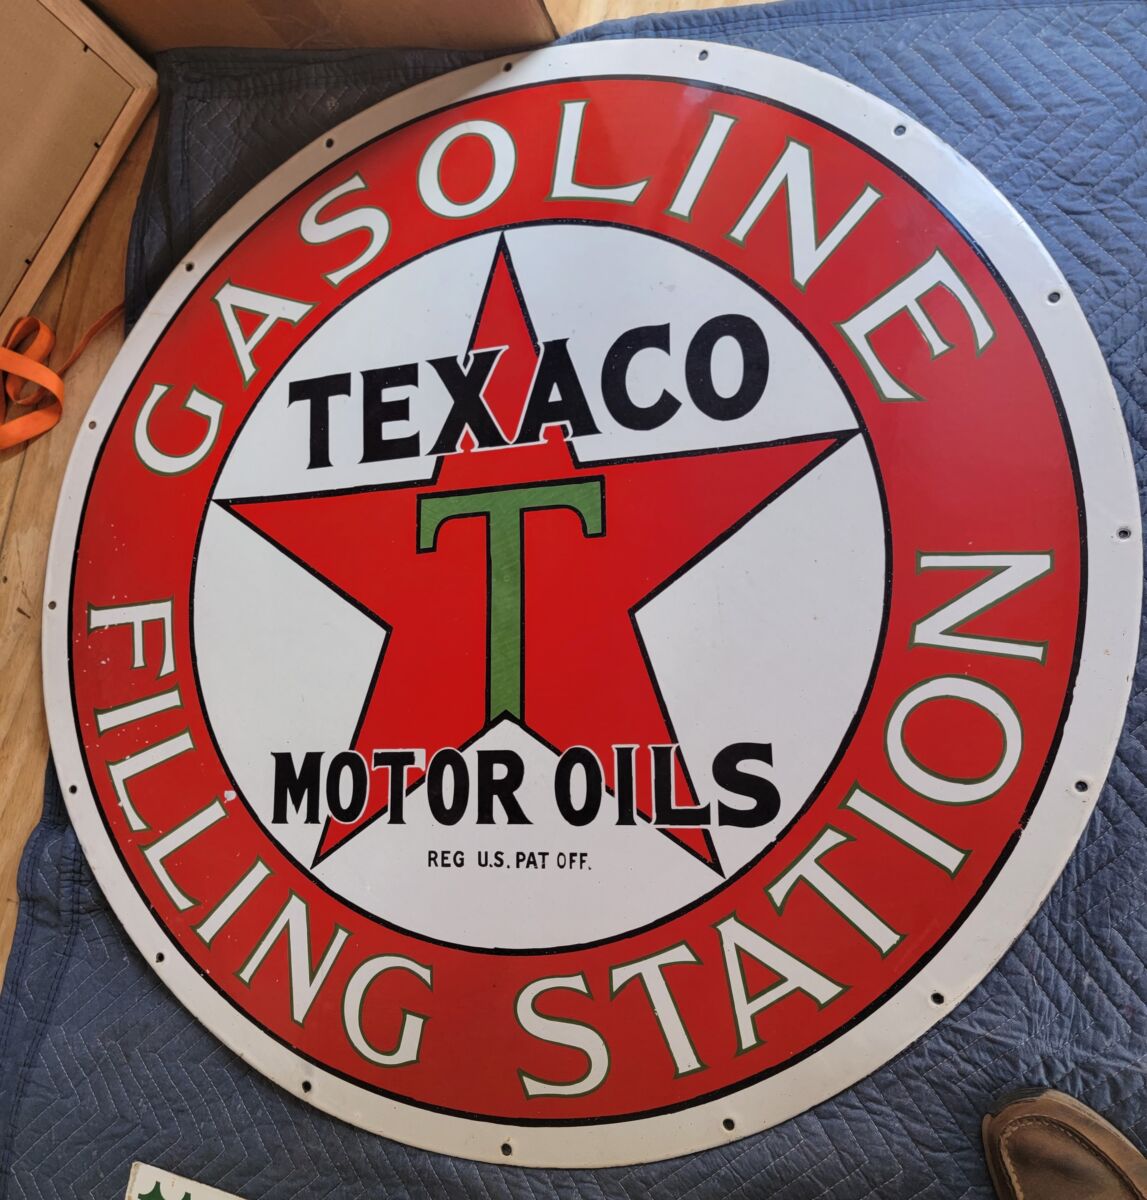 GASOLINE
TEXACO
T
MOTOR OILS
REG U.S. PAT OFF.
FILLING STATION